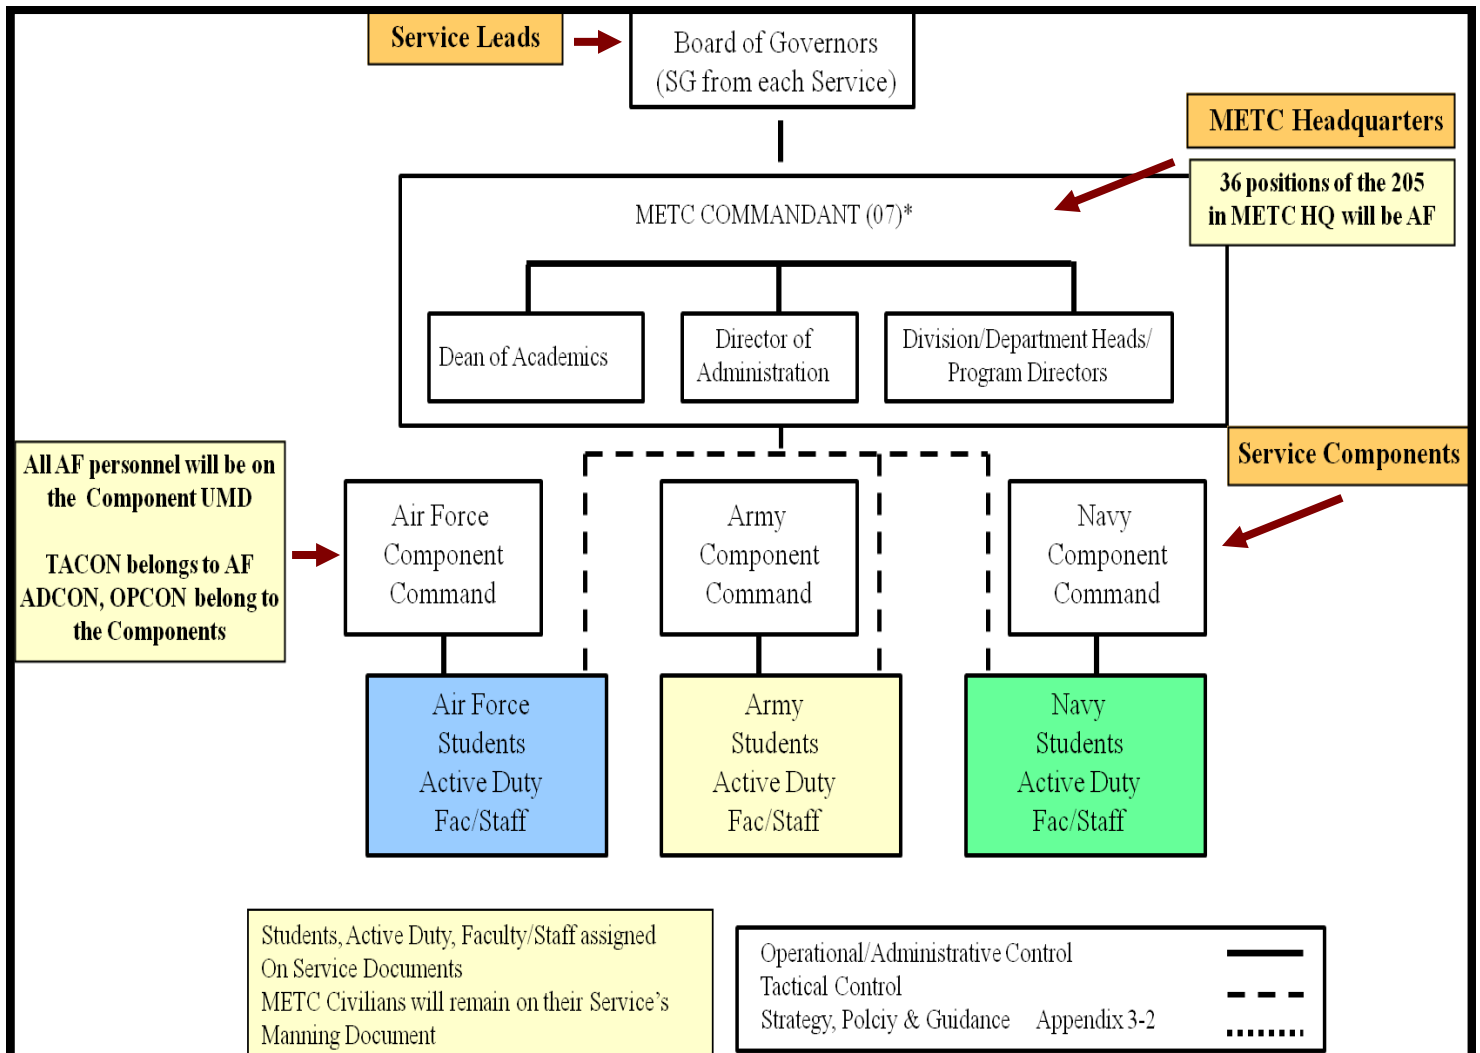 Service Leads
Board of Governors
(SG from each Service)
METC Headquarters
36 positions of the 205
in METC HQ will be AF
METC COMMANDANT (07)*
Dean of Academics
Director of
Administration
Division/Department Heads/
Program Directors
All AF personnel will be on
the Component UMD
TACON belongs to AF
ADCON, OPCON belong to
the Components
Service Components
Air Force
Component
Command
Army
Component
Command
Navy
Component
Command
Air Force
Students
Active Duty
Fac/Staff
Army
Students
Active Duty
Fac/Staff
Navy
Students
Active Duty
Fac/Staff
Students, Active Duty, Faculty/Staff assigned
On Service Documents
METC Civilians will remain on their Service’s
Manning Document
Operational/Administrative Control
Tactical Control
Strategy, Polciy & Guidance Appendix 3-2